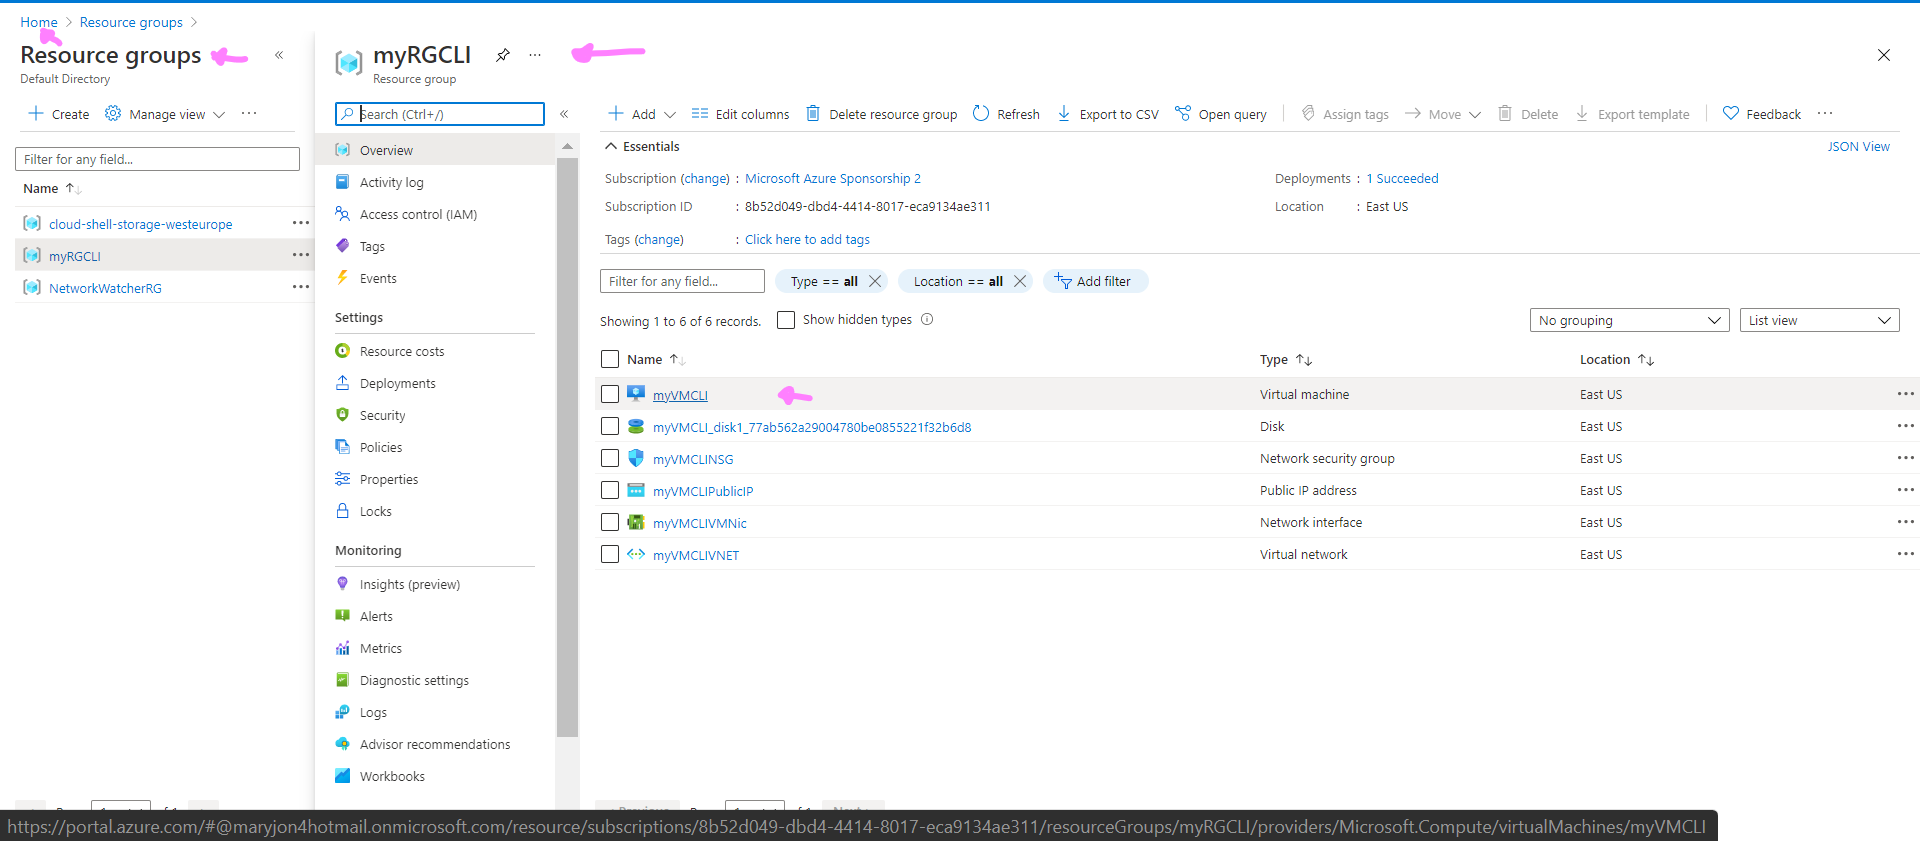 Home > Resource groups >
Resource groups
Default Directory
Create Manage view
Filter for any field...
Name
cloud-shell-storage-westeurope
myRGCLI
NetworkWatcherRG
myRGCLI
Resource group
Search (Ctrl+/)
Overview
Activity log
Access control (IAM)
Tags
Events
Settings
Resource costs
Deployments
Security
Policies
Properties
Locks
Monitoring
Insights (preview)
Alerts
Metrics
Diagnostic settings
Logs
Advisor recommendations
Workbooks
Add Edit columns Delete resource group Refresh Export to CSV Open query Assign tags Move Delete Export template Feedback
Essentials JSON View
Subscription (change) : Microsoft Azure Sponsorship 2 Deployments : 1 Succeeded
Subscription ID : 8b52d049-dbd4-4414-8017-eca9134ae311 Location : East US
Tags (change) : Click here to add tags
Filter for any field... Type == all Location == all Add filter
Showing 1 to 6 of 6 records. Show hidden types No grouping List view
Name Type Location
myVMCLI Virtual machine East US
myVMCLI_disk1_77ab562a29004780be0855221f32b6d8 Disk East US
myVMCLINSG Network security group East US
myVMCLIPublicIP Public IP address East US
myVMCLIVMNic Network interface East US
myVMCLIVNET Virtual network East US
https://portal.azure.com/#@maryjon4hotmail.onmicrosoft.com/resource/subscriptions/8b52d049-dbd4-4414-8017-eca9134ae311/resourceGroups/myRGCLI/providers/Microsoft.Compute/virtualMachines/myVMCLI